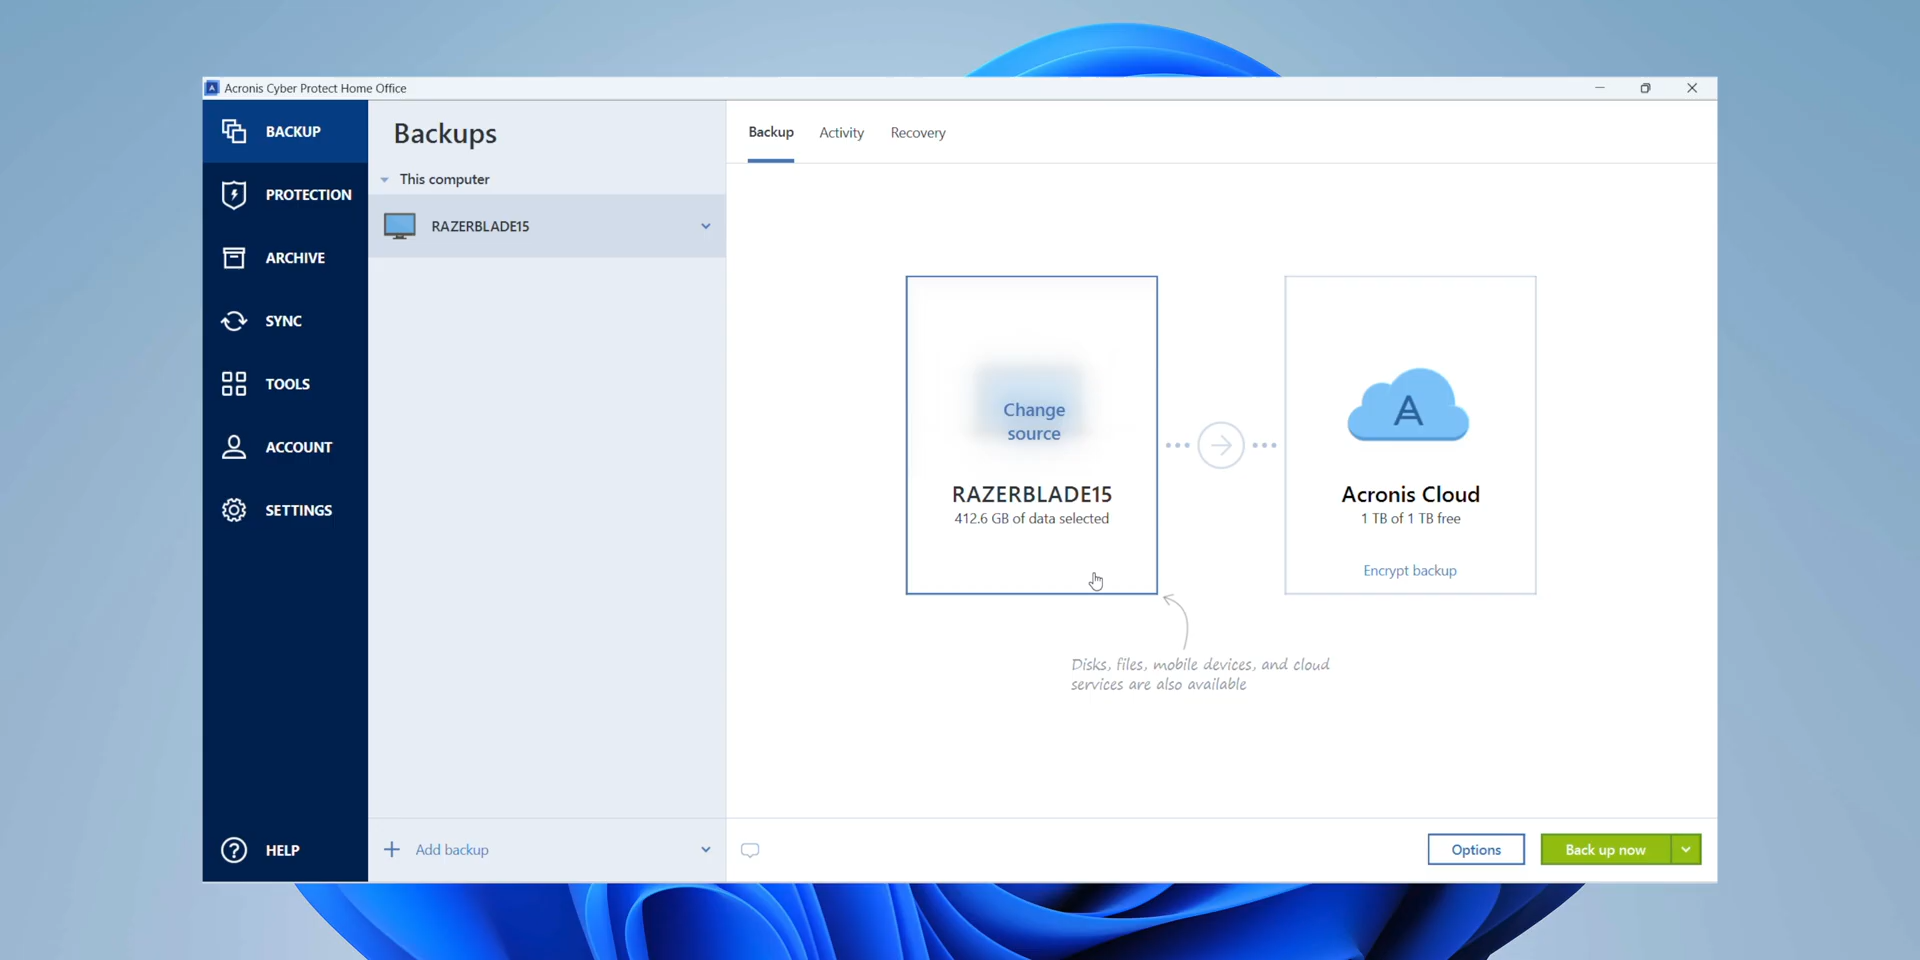 Acronis Cyber Protect Home Office
BACKUP
PROTECTION
ARCHIVE
SYNC
TOOLS
ACCOUNT
SETTINGS
HELP
Backups
This computer
RAZERBLADE15
Add backup
Backup
Activity
Recovery
Change
source
RAZERBLADE15
412.6 GB of data selected
Acronis Cloud
1 TB of 1 TB free
Encrypt backup
Disks, files, mobile devices, and cloud
services are also available
Options
Back up now